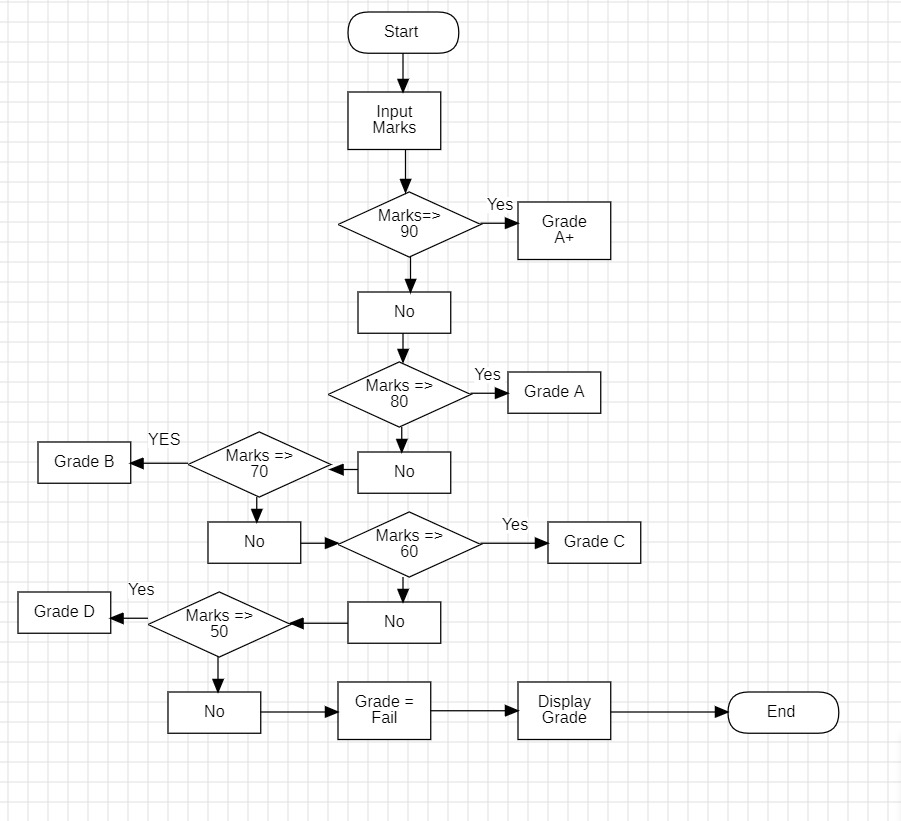 Start
Input
Marks
Marks=>
90
Yes
Grade
A+
No
Marks =>
80
Yes
Grade A
No
Marks =>
70
YES
Grade B
No
Marks =>
60
Yes
Grade C
No
Marks =>
50
Yes
Grade D
No
Grade =
Fail
Display
Grade
End